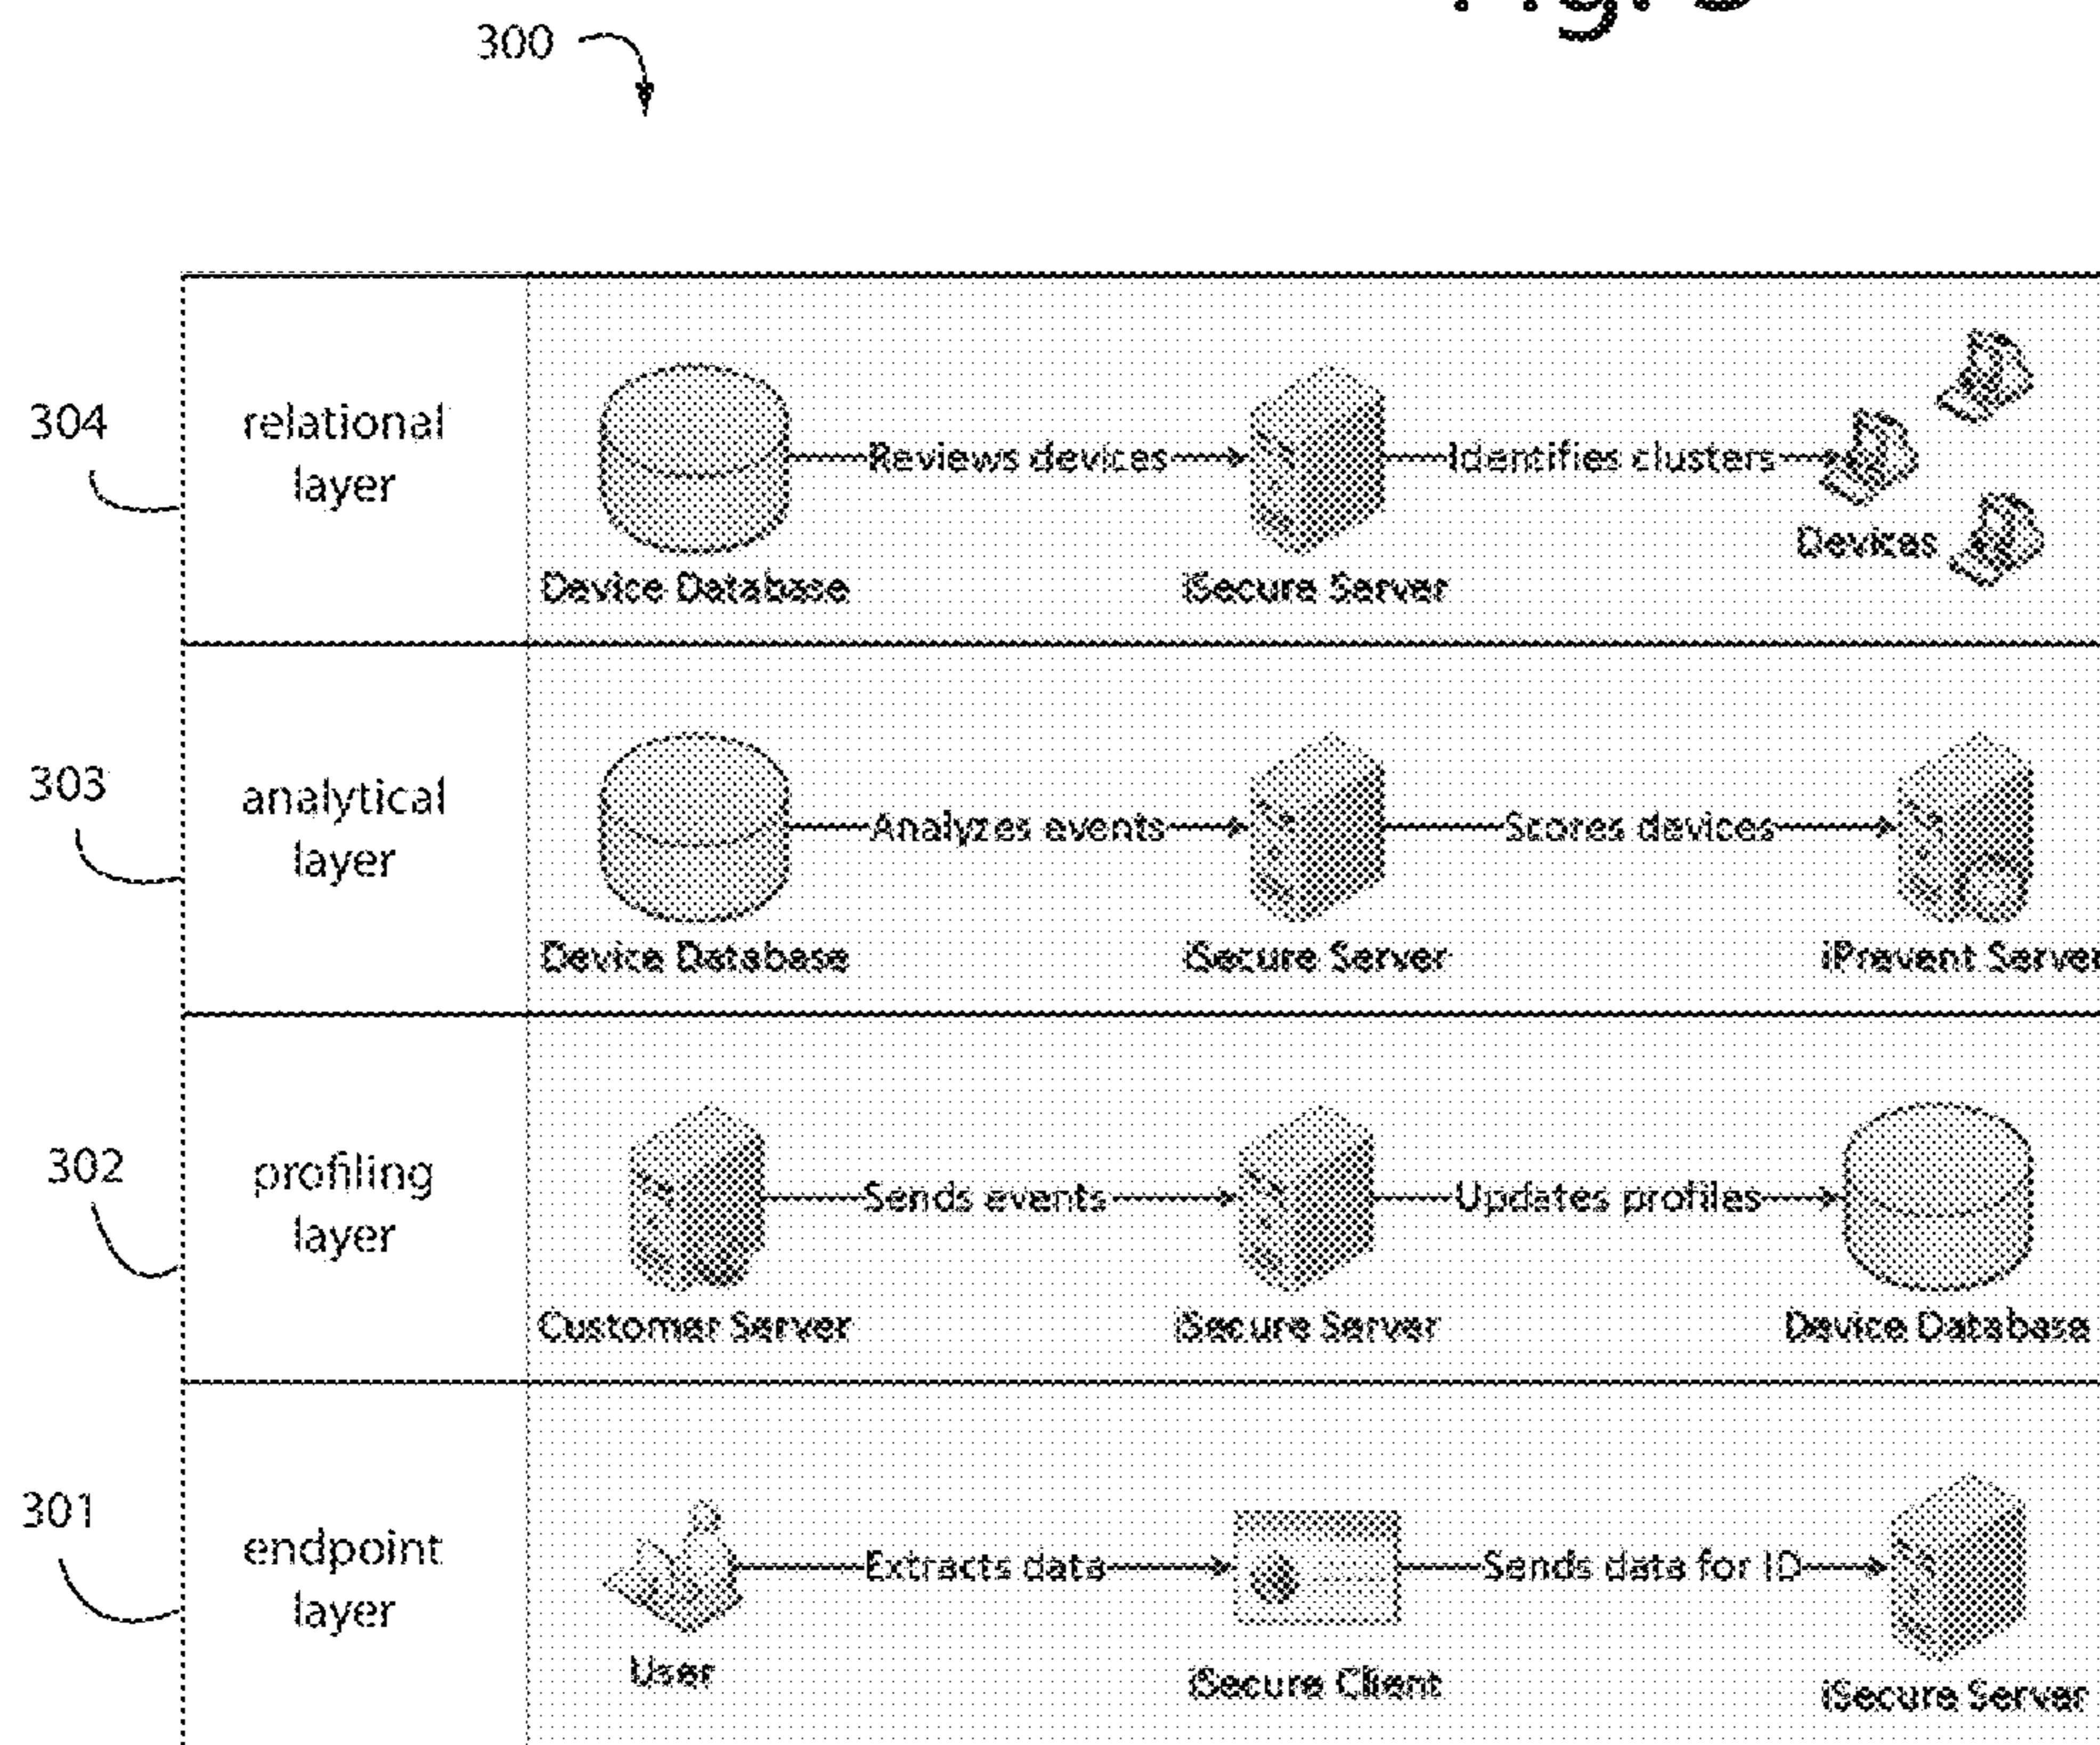 300
304
relational
layer
Reviews devices
Identifies clusters
Devices
Device Database
iSecure Server
303
analytical
layer
Analyzes events
Scores devices
Device Database
iSecure Server
iPrevent Server
302
profiling
layer
Sends events
Updates profiles
Customer Server
iSecure Server
Device Database
301
endpoint
layer
Extracts data
Sends data for ID
User
iSecure Client
iSecure Server